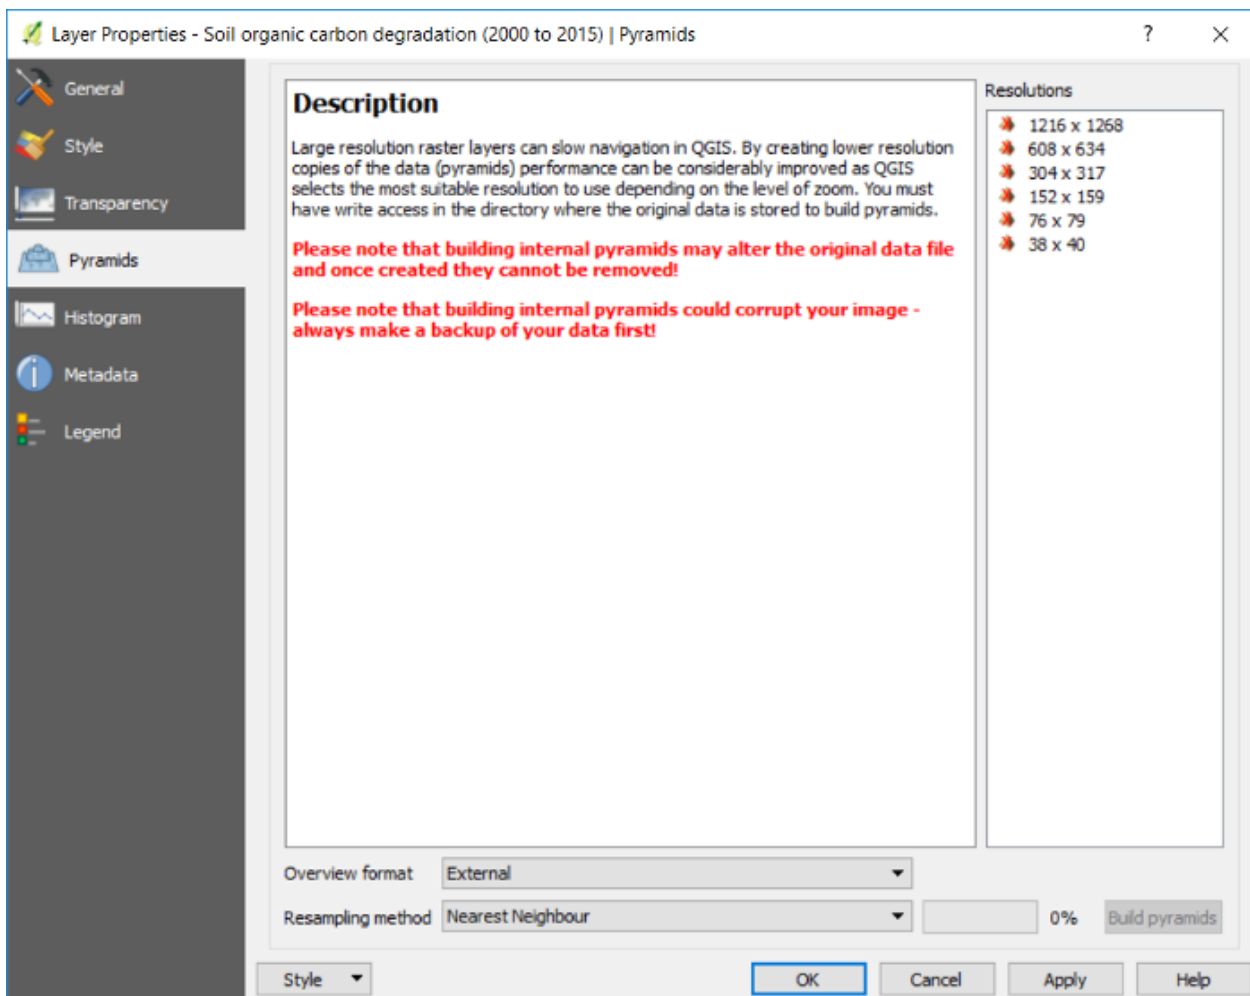 Layer Properties - Soil organic carbon degradation (2000 to 2015) | Pyramids
General
Style
Transparency
Pyramids
Histogram
Metadata
Legend
Description
Large resolution raster layers can slow navigation in QGIS. By creating lower resolution
copies of the data (pyramids) performance can be considerably improved as QGIS
selects the most suitable resolution to use depending on the level of zoom. You must
have write access in the directory where the original data is stored to build pyramids.
Please note that building internal pyramids may alter the original data file
and once created they cannot be removed!
Please note that building internal pyramids could corrupt your image -
always make a backup of your data first!
Resolutions
1216 x 1268
608 x 634
304 x 317
152 x 159
76 x 79
38 x 40
Overview format External
Resampling method Nearest Neighbour 0% Build pyramids
Style OK Cancel Apply Help